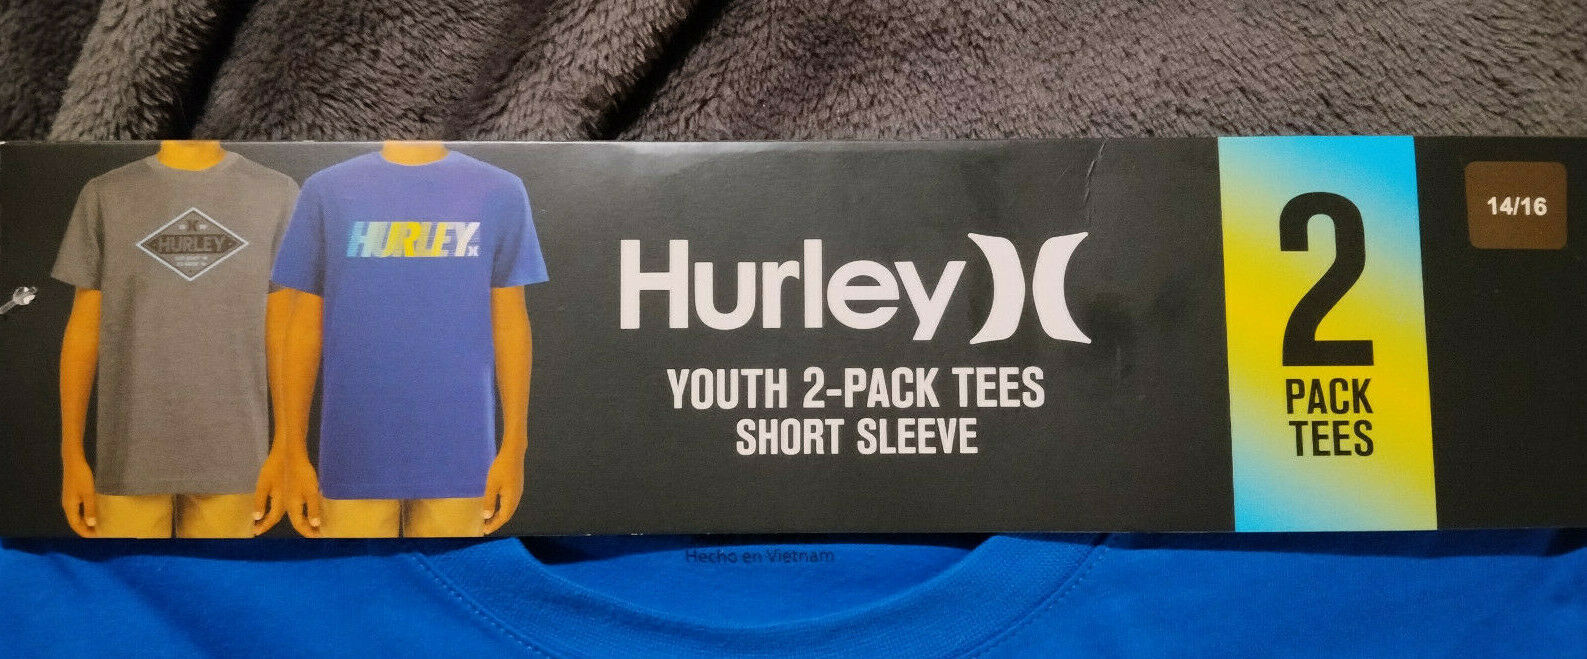 HURLEY
HURLEY
Hurley
YOUTH 2-PACK TEES
SHORT SLEEVE
2
PACK
TEES
14/16
Hecho en Vietnam